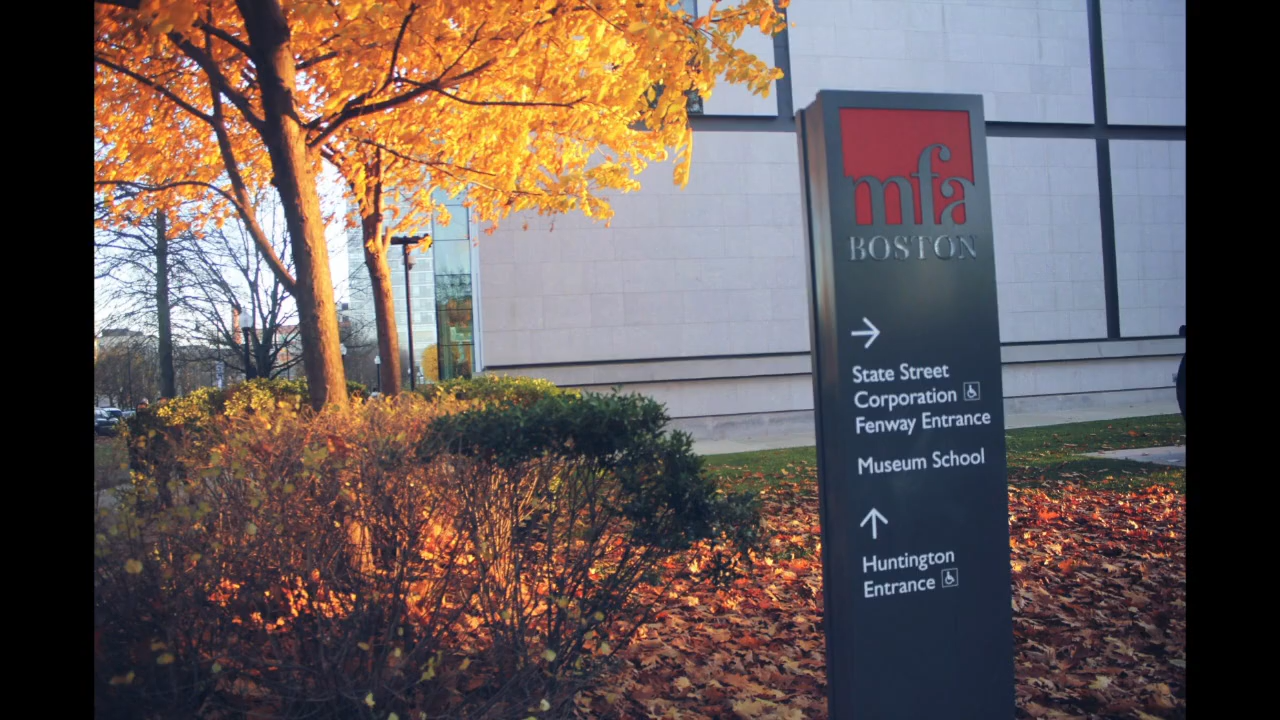 mfa
BOSTON
→
State Street
Corporation ♿
Fenway Entrance
Museum School
↑
Huntington
Entrance ♿